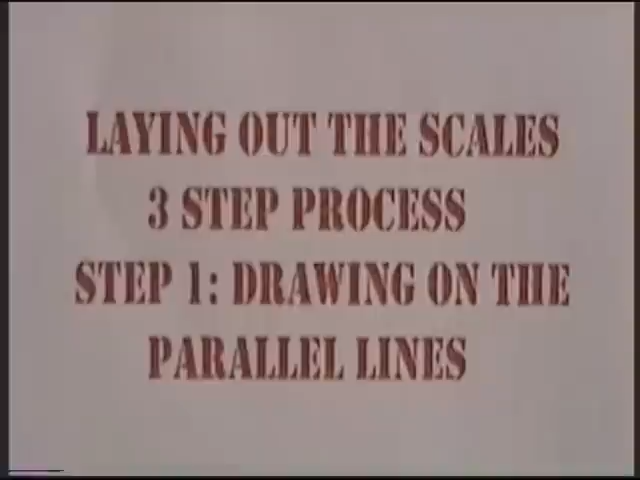 LAYING OUT THE SCALES
3 STEP PROCESS
STEP 1: DRAWING ON THE
PARALLEL LINES